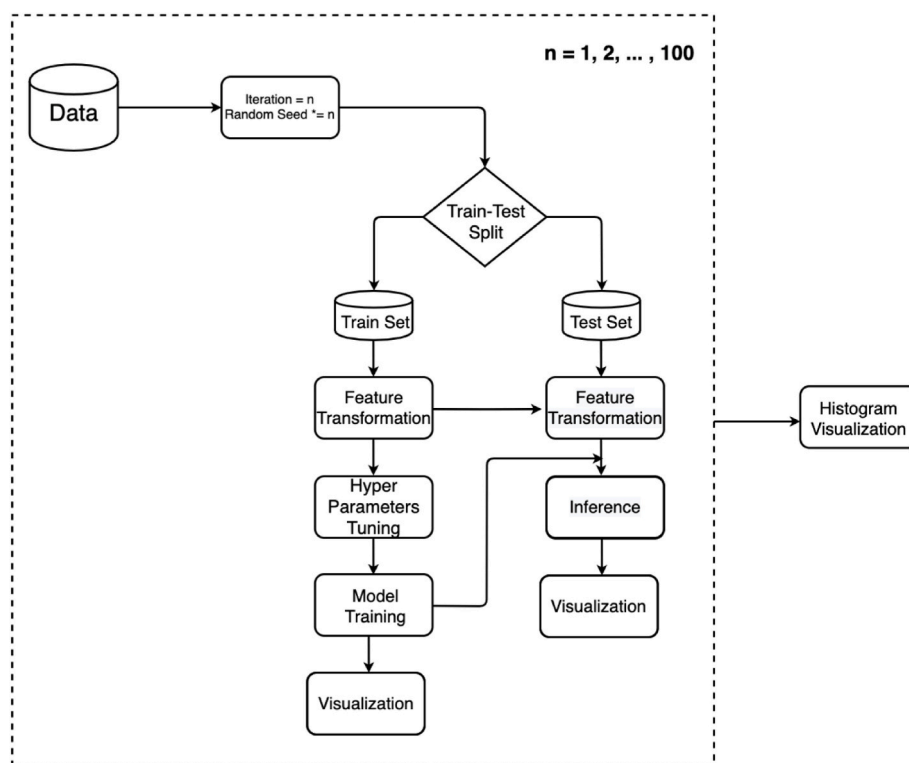 n = 1, 2, ... , 100
Data
Iteration = n
Random Seed *= n
Train-Test
Split
Train Set
Test Set
Feature
Transformation
Feature
Transformation
Histogram
Visualization
Hyper
Parameters
Tuning
Inference
Model
Training
Visualization
Visualization